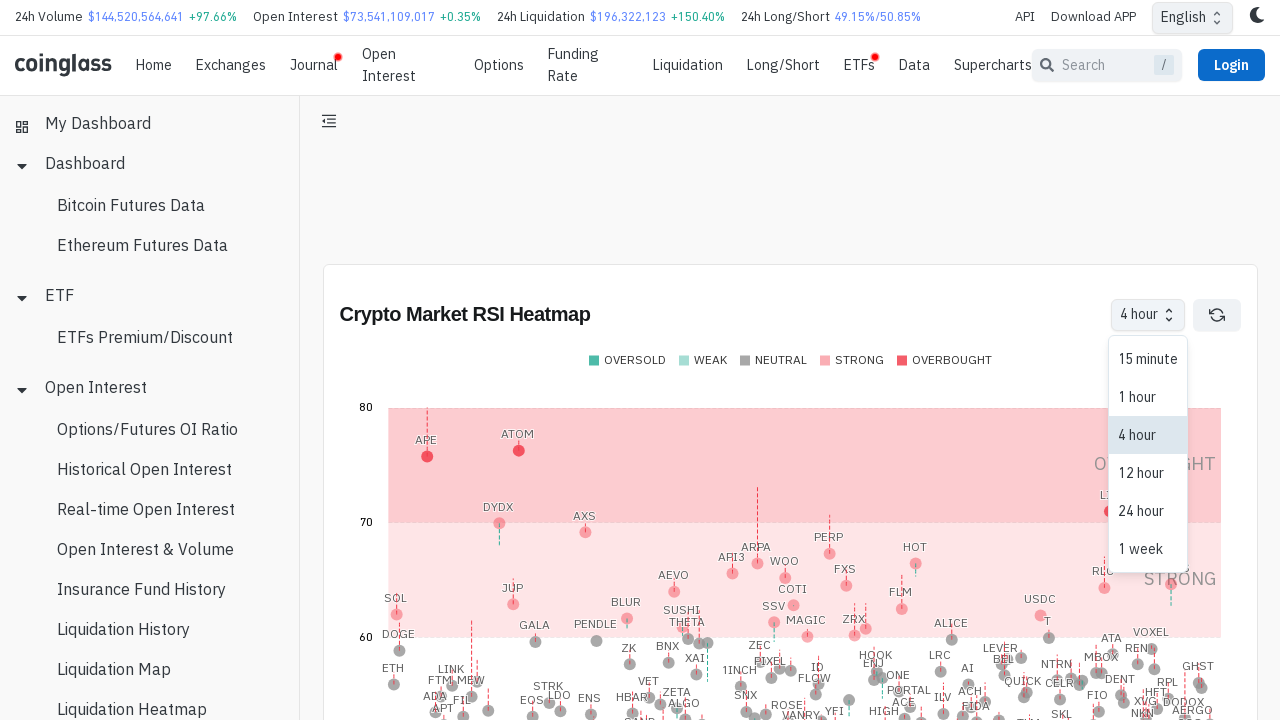 24h Volume $144,520,564,641 +97.66% Open Interest $73,541,109,017 +0.35% 24h Liquidation $196,322,123 +150.40% 24h Long/Short 49.15%/50.85% API Download APP English
coinglass Home Exchanges Journal Open Interest Options Funding Rate Liquidation Long/Short ETFs Data Supercharts Search / Login
My Dashboard
Dashboard
Bitcoin Futures Data
Ethereum Futures Data
ETF
ETFs Premium/Discount
Open Interest
Options/Futures OI Ratio
Historical Open Interest
Real-time Open Interest
Open Interest & Volume
Insurance Fund History
Liquidation History
Liquidation Map
Liquidation Heatmap
Crypto Market RSI Heatmap 4 hour
15 minute
1 hour
4 hour
12 hour
24 hour
1 week
OVERSOLD WEAK NEUTRAL STRONG OVERBOUGHT
80
APE ATOM
DYDX AXS
70
PERP
ARPA HOT
API3 WOO
FXS
AEVO
STRONG
JUP COTI FLM
SOL BLUR SUSHI SSV USDC
THETA MAGIC ZRX
GALA PENDLE ALICE T
60
DOGE VOXEL
ZK BNX ZEC LEVER ATA
XAI PIXEL HOOK LRC BEL MBOX REN
ETH LINK 1INCH ID ENJ ONE AI NTRN GHST
FTM MEW VET FLOW QUICK CELR DENT RPL
STRK ZETA PORTAL ACH
ADA EOS LDO ENS HBAR SNX ILV FIO HFT
APT FIL ALGO ROSE ACE FIDA XVG DODOX
VANRY YFI HIGH SKL AERGO